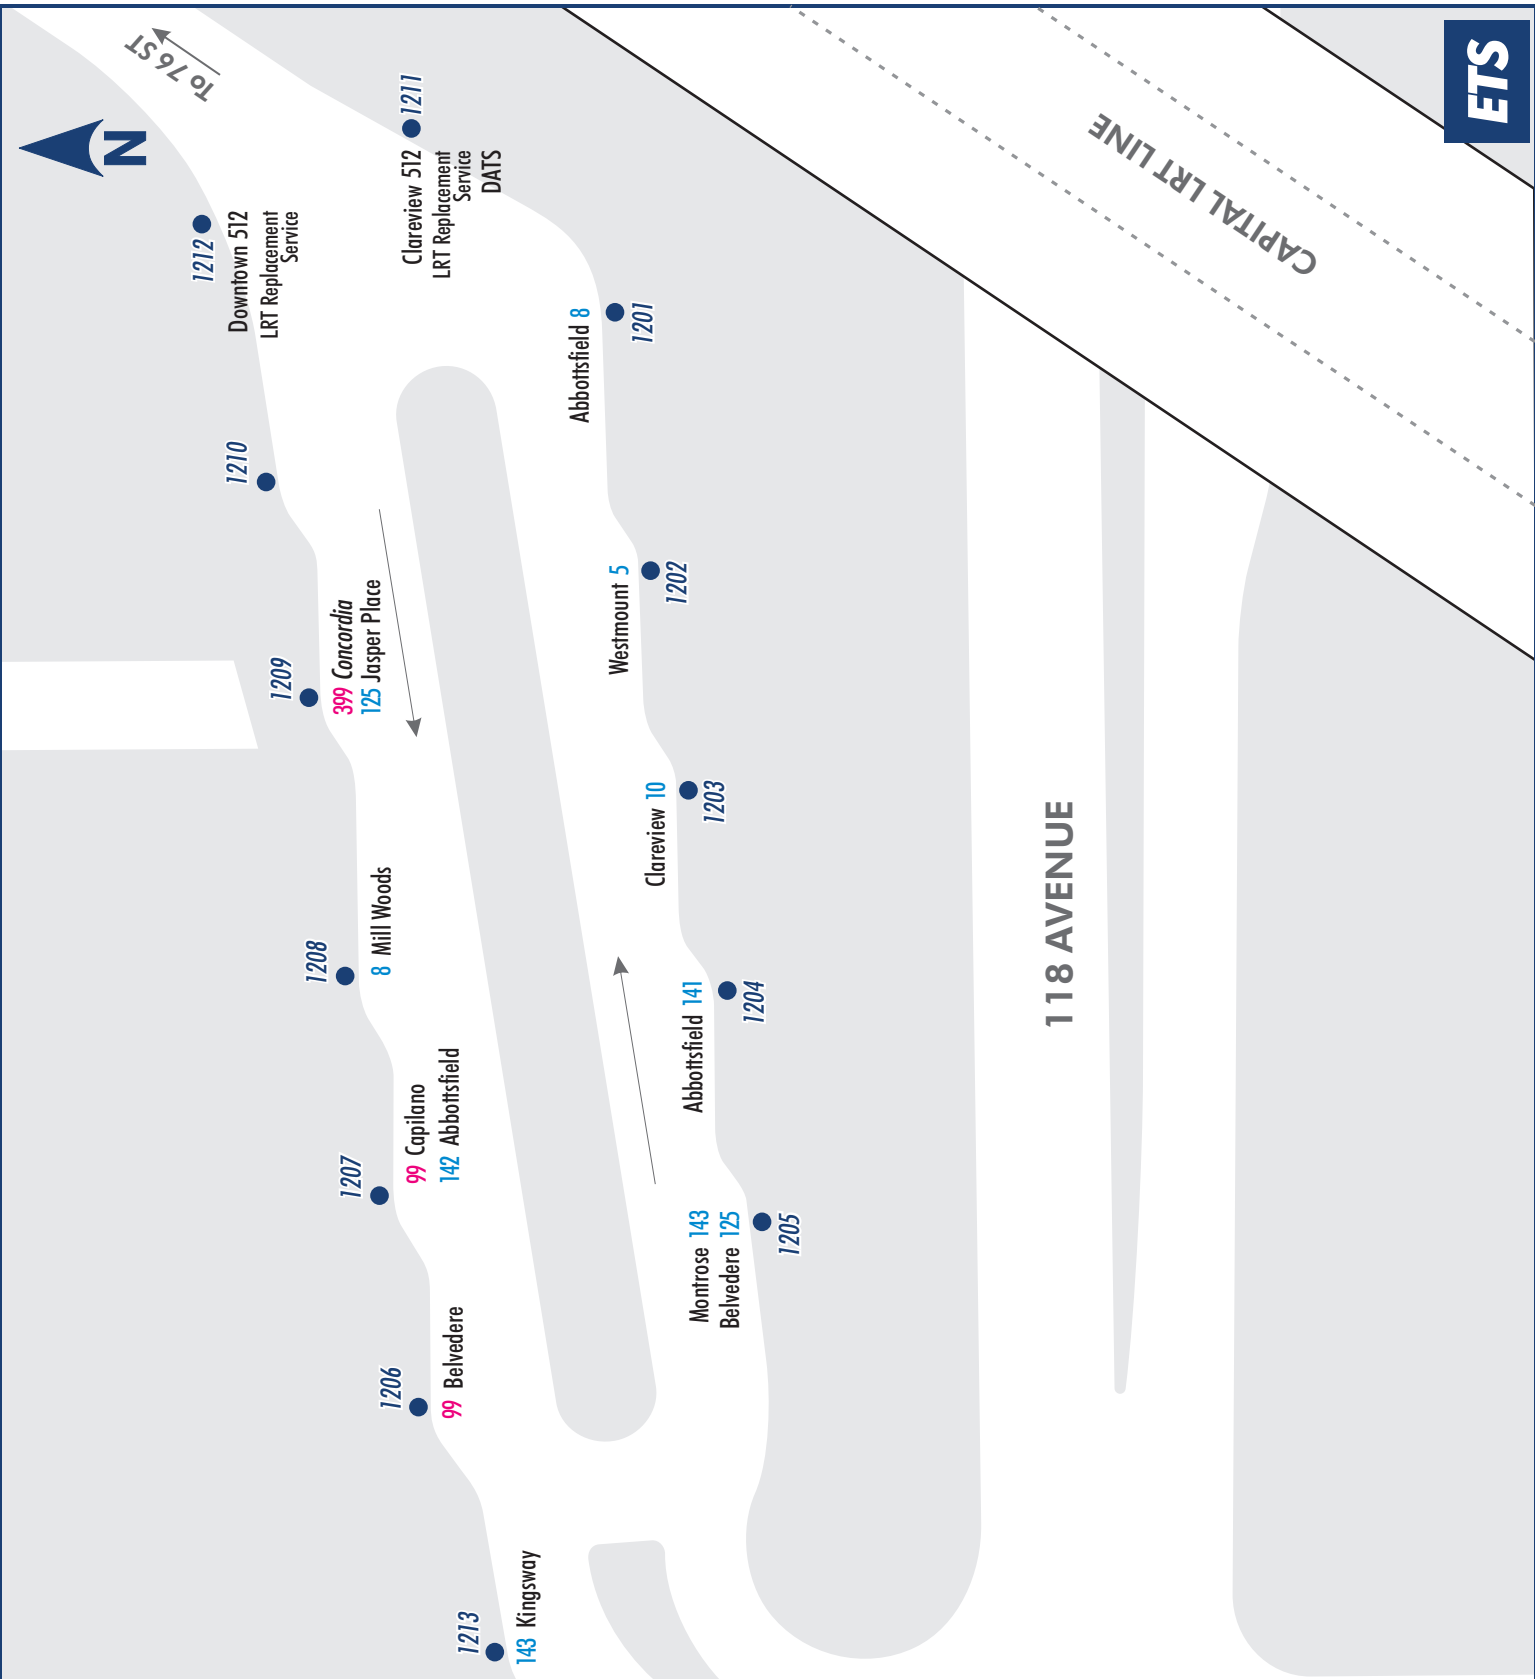 To 76 ST
N
ETS
CAPITAL LRT LINE
118 AVENUE
1211
Clareview 512
LRT Replacement
Service
DATS
1212
Downtown 512
LRT Replacement
Service
1210
1209
399 Concordia
125 Jasper Place
1208
8 Mill Woods
1207
99 Capilano
142 Abbottsfield
1206
99 Belvedere
1213
143 Kingsway
Abbottsfield 8
1201
Westmount 5
1202
Clareview 10
1203
Abbottsfield 141
1204
Montrose 143
Belvedere 125
1205